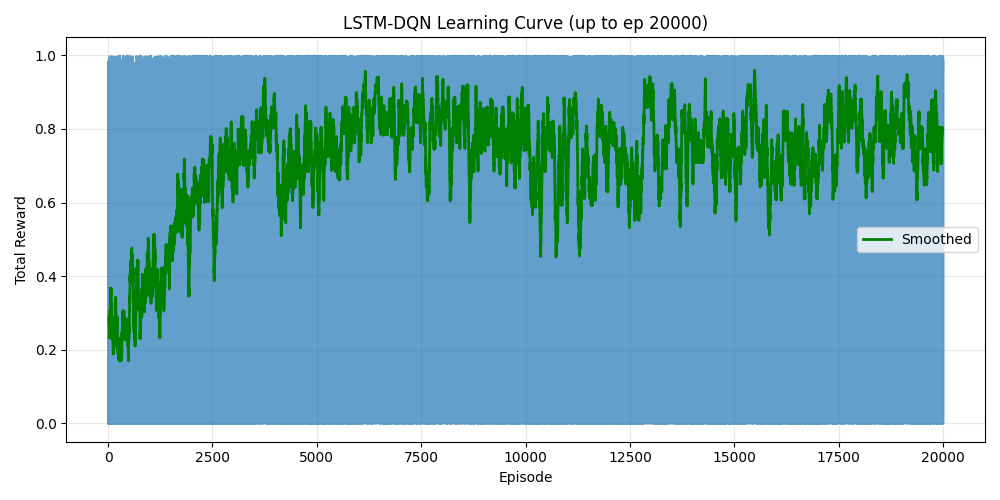 LSTM-DQN Learning Curve (up to ep 20000)
Total Reward
1.0
0.8
0.6
0.4
0.2
0.0
Smoothed
0 2500 5000 7500 10000 12500 15000 17500 20000
Episode